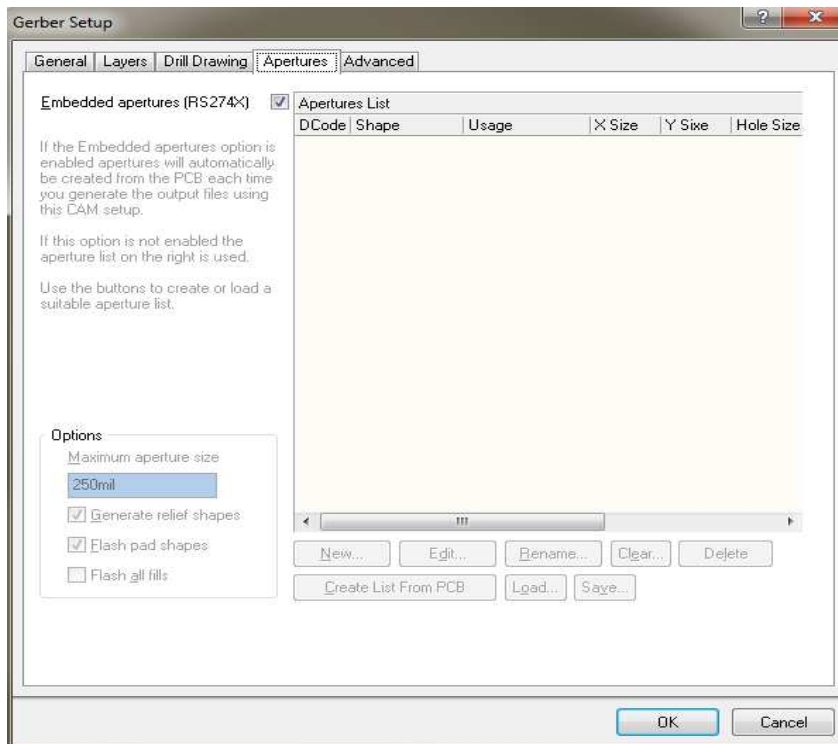 Gerber Setup
General Layers Drill Drawing Apertures Advanced
Embedded apertures (RS274X)
If the Embedded apertures option is
enabled apertures will automatically
be created from the PCB each time
you generate the output files using
this CAM setup.
If this option is not enabled the
aperture list on the right is used.
Use the buttons to create or load a
suitable aperture list.
Apertures List
DCode Shape Usage X Size Y Sixe Hole Size
Options
Maximum aperture size
250mil
Generate relief shapes
Flash pad shapes
Flash all fills
New... Edit... Rename... Clear... Delete
Create List From PCB Load... Save...
OK Cancel